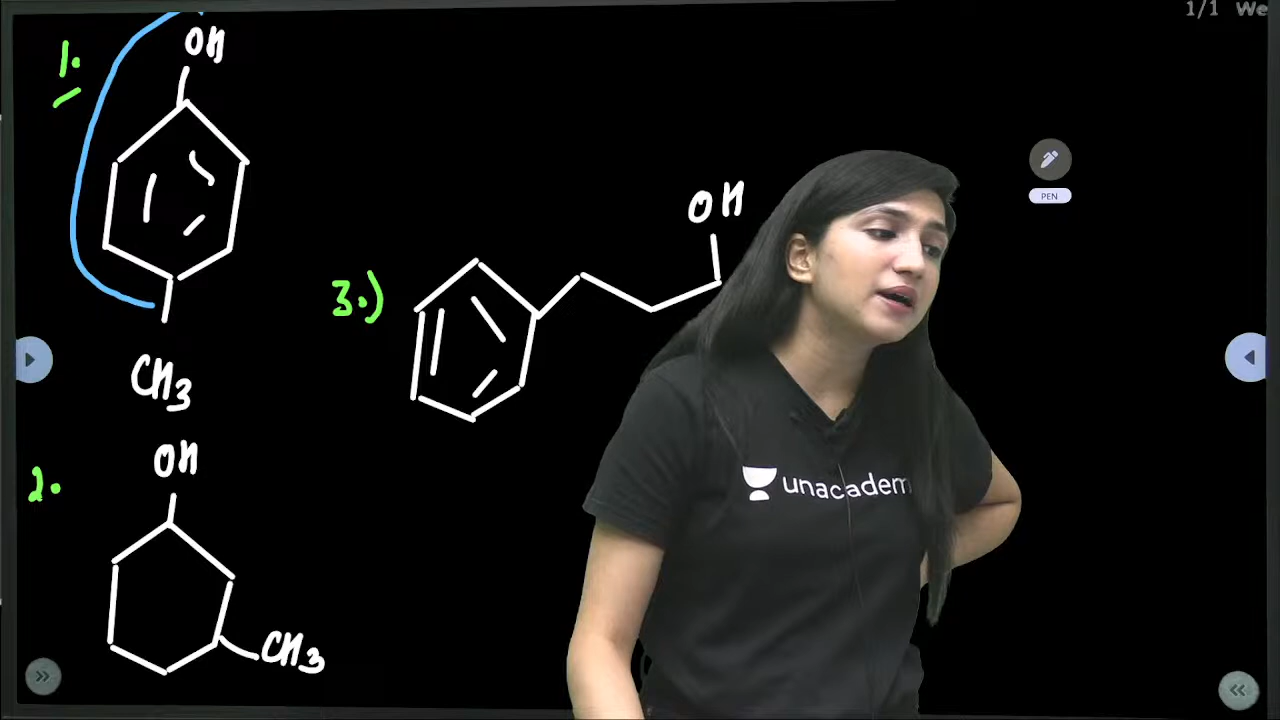 1/1 We
1.
OH
CH3
2.
OH
CH3
3.)
OH
PEN
unacadem